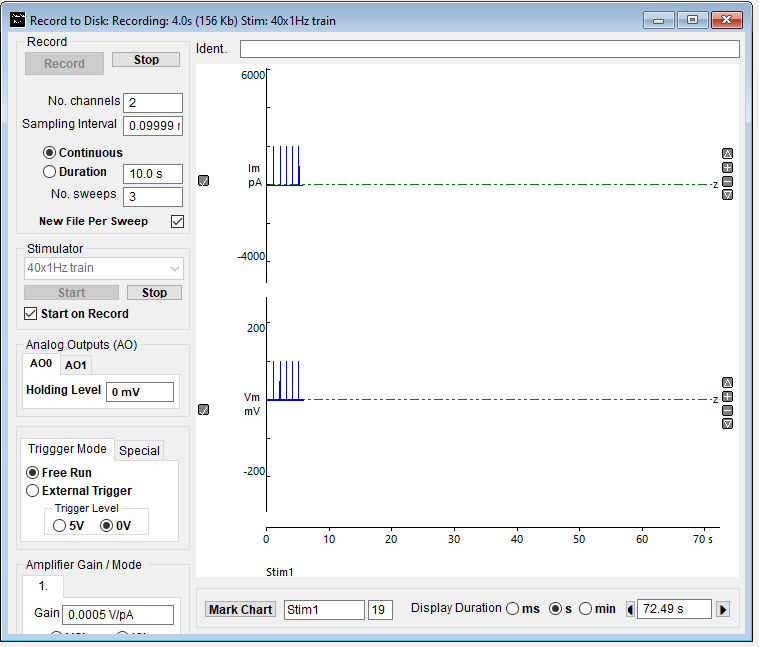 Record to Disk: Recording: 4.0s (156 Kb) Stim: 40x1Hz train
Record
Record Stop
No. channels 2
Sampling Interval 0.09999
Continuous
Duration 10.0 s
No. sweeps 3
New File Per Sweep
Stimulator
40x1Hz train
Start Stop
Start on Record
Analog Outputs (AO)
AO0 AO1
Holding Level 0 mV
Triggger Mode Special
Free Run
External Trigger
Trigger Level
5V 0V
Amplifier Gain / Mode
1.
Gain 0.0005 V/pA
Ident.
6000
Im
pA
z
-4000
200
Vm
mV
z
-200
0 10 20 30 40 50 60 70 s
Stim1
Mark Chart Stim1 19 Display Duration ms s min 72.49 s